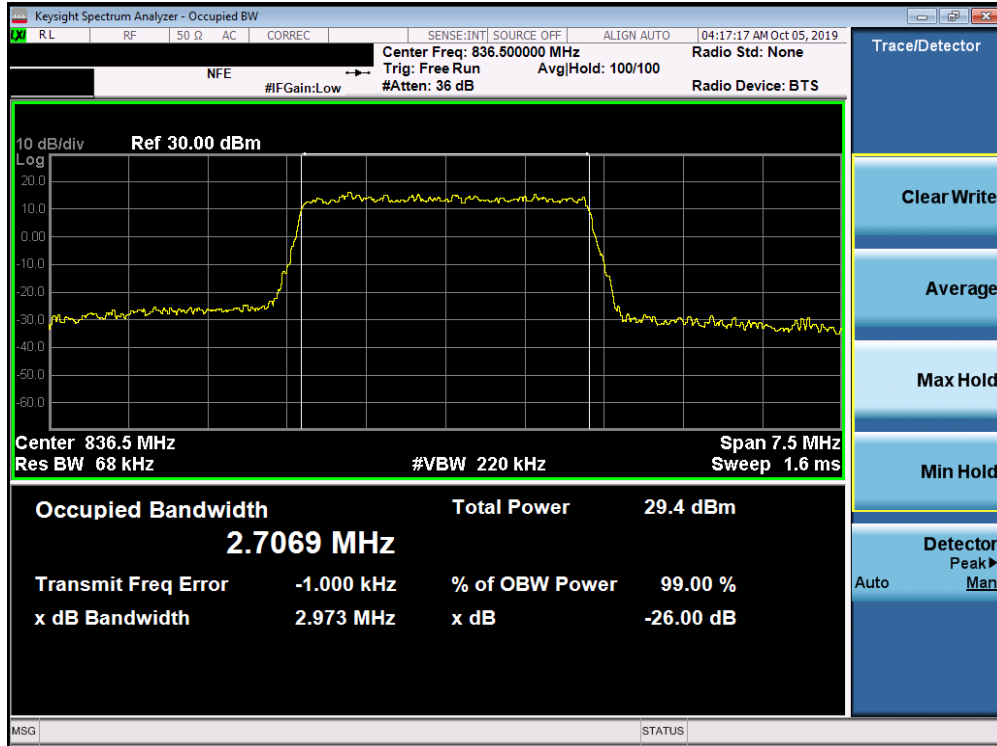 Keysight Spectrum Analyzer - Occupied BW
LXI RL RF 50 Ω AC CORREC SENSE:INT SOURCE OFF ALIGN AUTO 04:17:17 AM Oct 05, 2019
Center Freq: 836.500000 MHz Radio Std: None
NFE Trig: Free Run Avg|Hold: 100/100
#IFGain:Low #Atten: 36 dB Radio Device: BTS
Trace/Detector
10 dB/div Ref 30.00 dBm
Log
20.0
10.0
0.00
-10.0
-20.0
-30.0
-40.0
-50.0
-60.0
Center 836.5 MHz Span 7.5 MHz
Res BW 68 kHz #VBW 220 kHz Sweep 1.6 ms
Occupied Bandwidth Total Power 29.4 dBm
2.7069 MHz
Transmit Freq Error -1.000 kHz % of OBW Power 99.00 %
x dB Bandwidth 2.973 MHz x dB -26.00 dB
Clear Write
Average
Max Hold
Min Hold
Detector
Peak▶
Auto Man
MSG STATUS